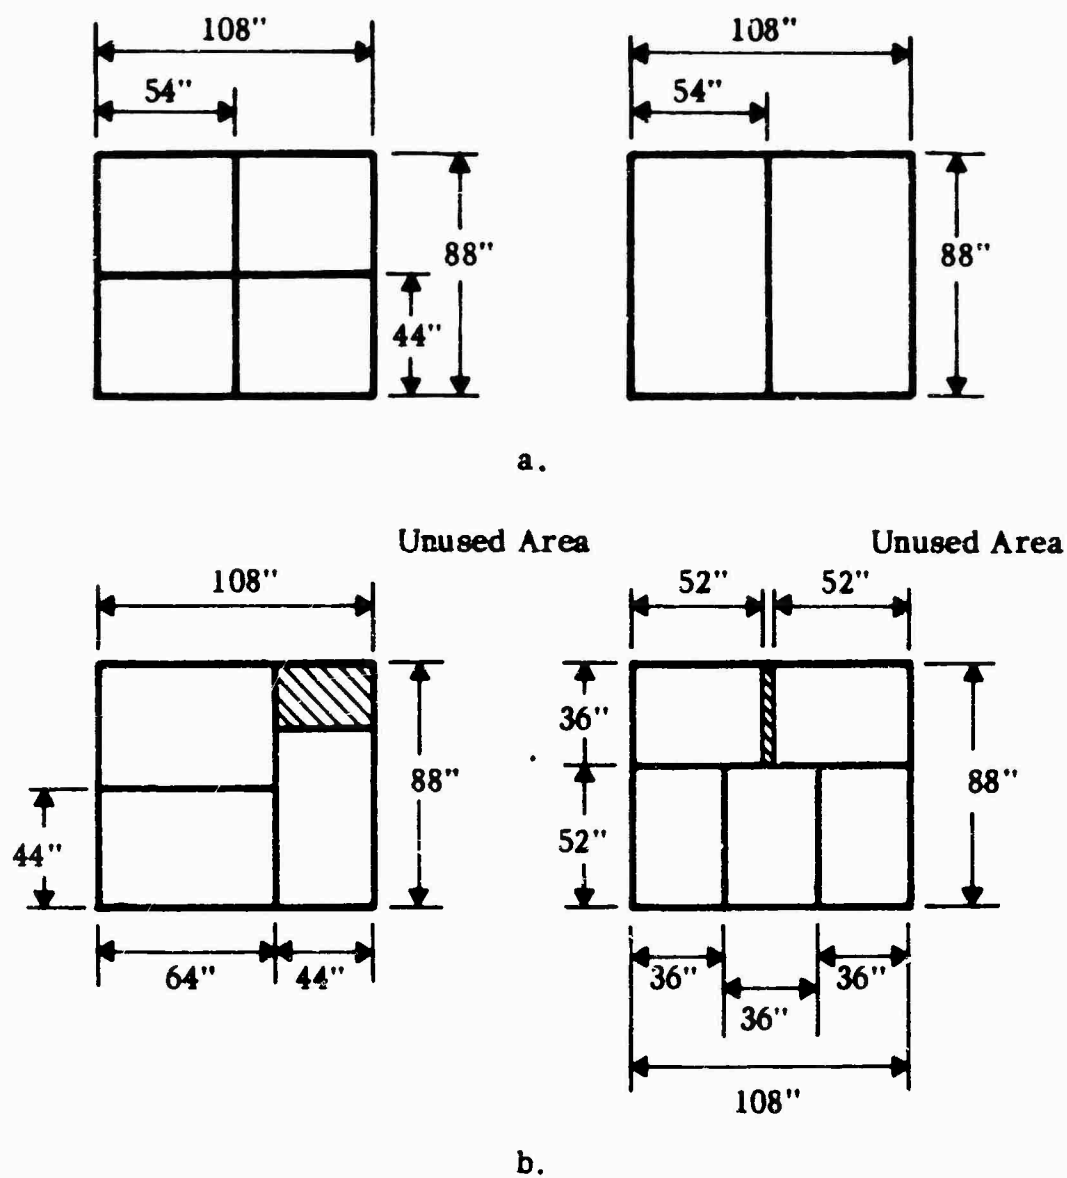 108" 108"
54" 54"
88" 88"
44"
a.
Unused Area Unused Area
108" 52" 52"
36"
88" 88"
44" 52"
64" 44" 36" 36"
36"
108"
b.